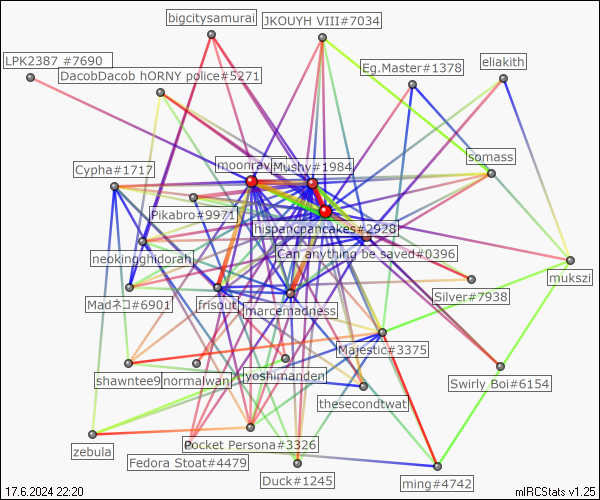 bigcitysamurai
JKOUYH VIII#7034
LPK2387 #7690
DacobDacob hORNY police#5271
Eg.Master#1378
eliakith
moonrav
Mushy#1984
somass
Cypha#1717
Pikabro#9971
hispancpancakes#2928
neokingghidorah
Can anything be saved#0396
mukszi
Madネコ#6901
frisout
marcemadness
Silver#7938
Majestic#3375
shawntee9
normalwan
yoshimanden
Swirly Boi#6154
thesecondtwat
Pocket Persona#3326
zebula
Fedora Stoat#4479
Duck#1245
ming#4742
17.6.2024 22:20
mIRCStats v1.25